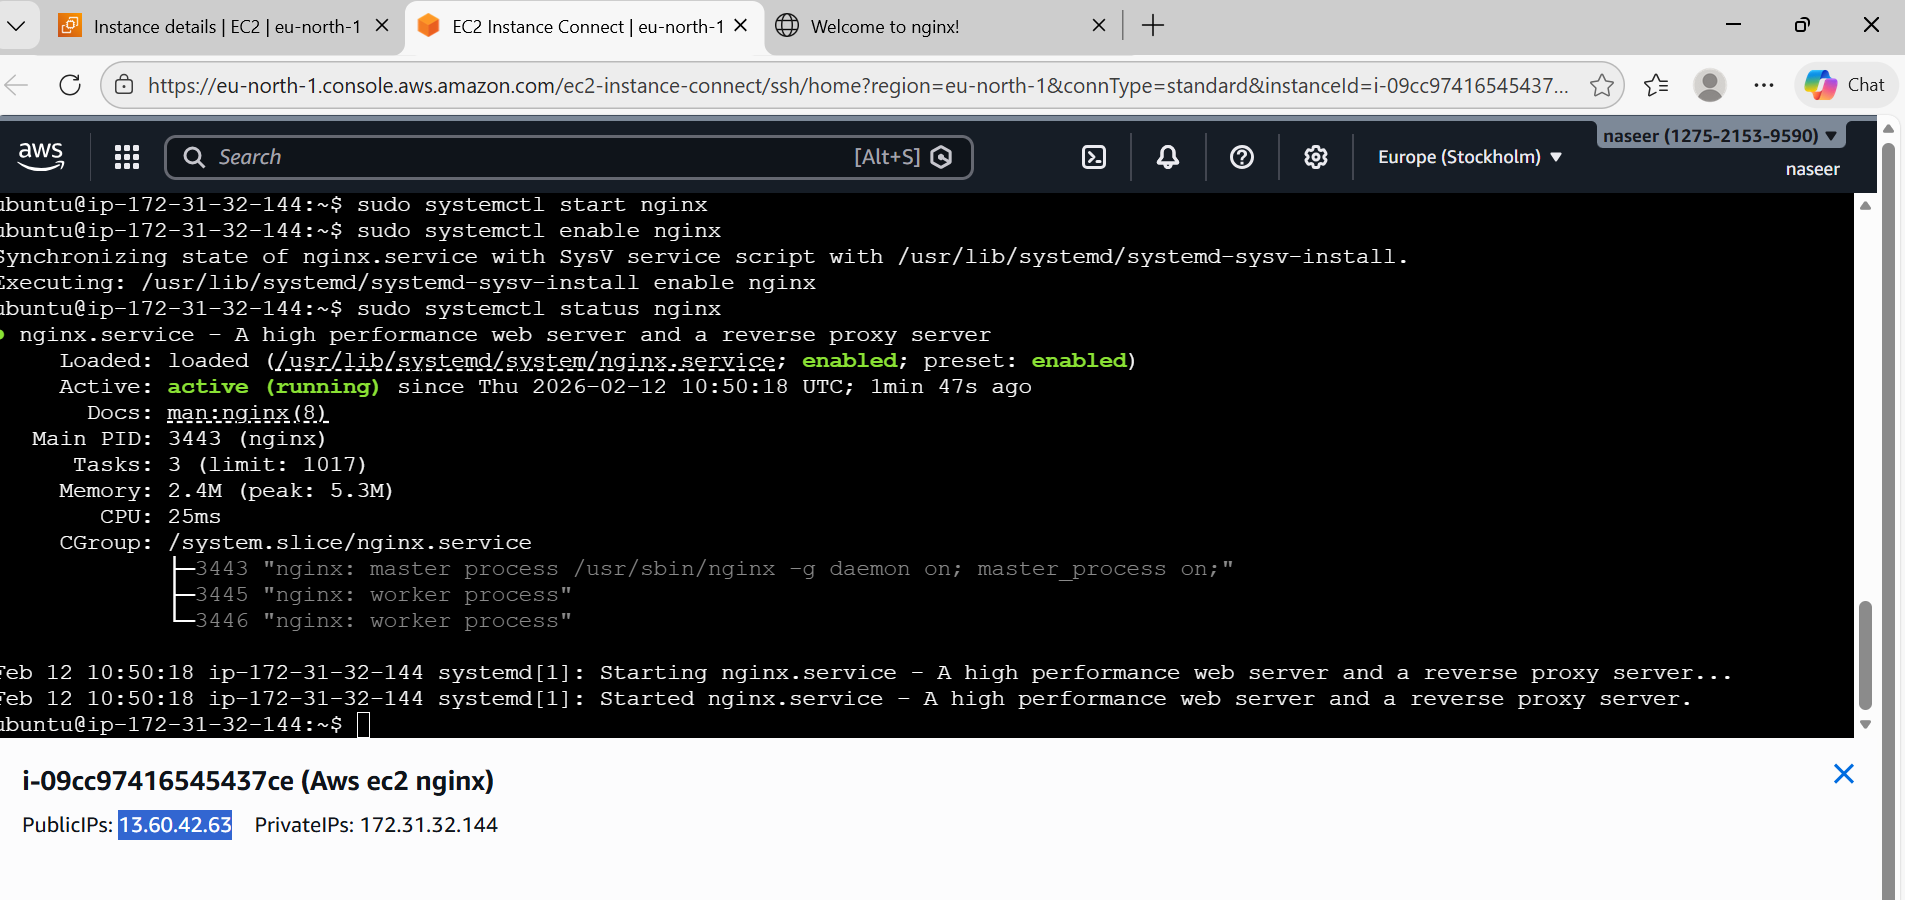 Instance details | EC2 | eu-north-1
EC2 Instance Connect | eu-north-1
Welcome to nginx!
https://eu-north-1.console.aws.amazon.com/ec2-instance-connect/ssh/home?region=eu-north-1&connType=standard&instanceId=i-09cc97416545437...
Chat
aws
Search
[Alt+S]
Europe (Stockholm)
naseer (1275-2153-9590)
naseer
ubuntu@ip-172-31-32-144:~$ sudo systemctl start nginx
ubuntu@ip-172-31-32-144:~$ sudo systemctl enable nginx
Synchronizing state of nginx.service with SysV service script with /usr/lib/systemd/systemd-sysv-install.
Executing: /usr/lib/systemd/systemd-sysv-install enable nginx
ubuntu@ip-172-31-32-144:~$ sudo systemctl status nginx
● nginx.service - A high performance web server and a reverse proxy server
Loaded: loaded (/usr/lib/systemd/system/nginx.service; enabled; preset: enabled)
Active: active (running) since Thu 2026-02-12 10:50:18 UTC; 1min 47s ago
Docs: man:nginx(8)
Main PID: 3443 (nginx)
Tasks: 3 (limit: 1017)
Memory: 2.4M (peak: 5.3M)
CPU: 25ms
CGroup: /system.slice/nginx.service
├─3443 "nginx: master process /usr/sbin/nginx -g daemon on; master_process on;"
├─3445 "nginx: worker process"
└─3446 "nginx: worker process"
Feb 12 10:50:18 ip-172-31-32-144 systemd[1]: Starting nginx.service - A high performance web server and a reverse proxy server...
Feb 12 10:50:18 ip-172-31-32-144 systemd[1]: Started nginx.service - A high performance web server and a reverse proxy server.
ubuntu@ip-172-31-32-144:~$
i-09cc97416545437ce (Aws ec2 nginx)
PublicIPs: 13.60.42.63 PrivateIPs: 172.31.32.144